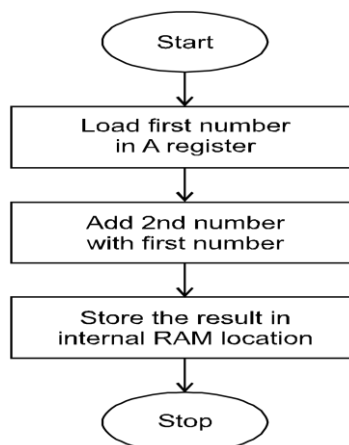 Start
Load first number
in A register
Add 2nd number
with first number
Store the result in
internal RAM location
Stop